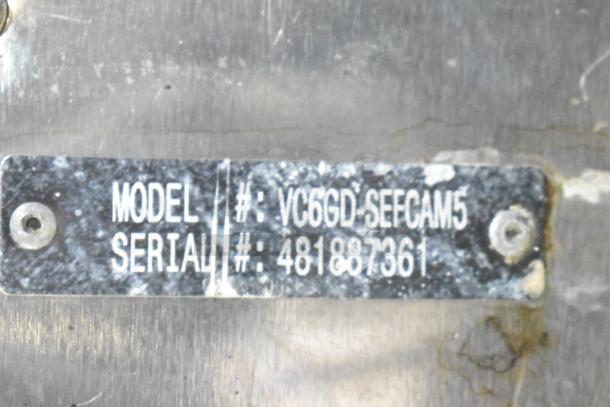 MODEL #: VC6GD-SEFCAM5
SERIAL #: 481887361